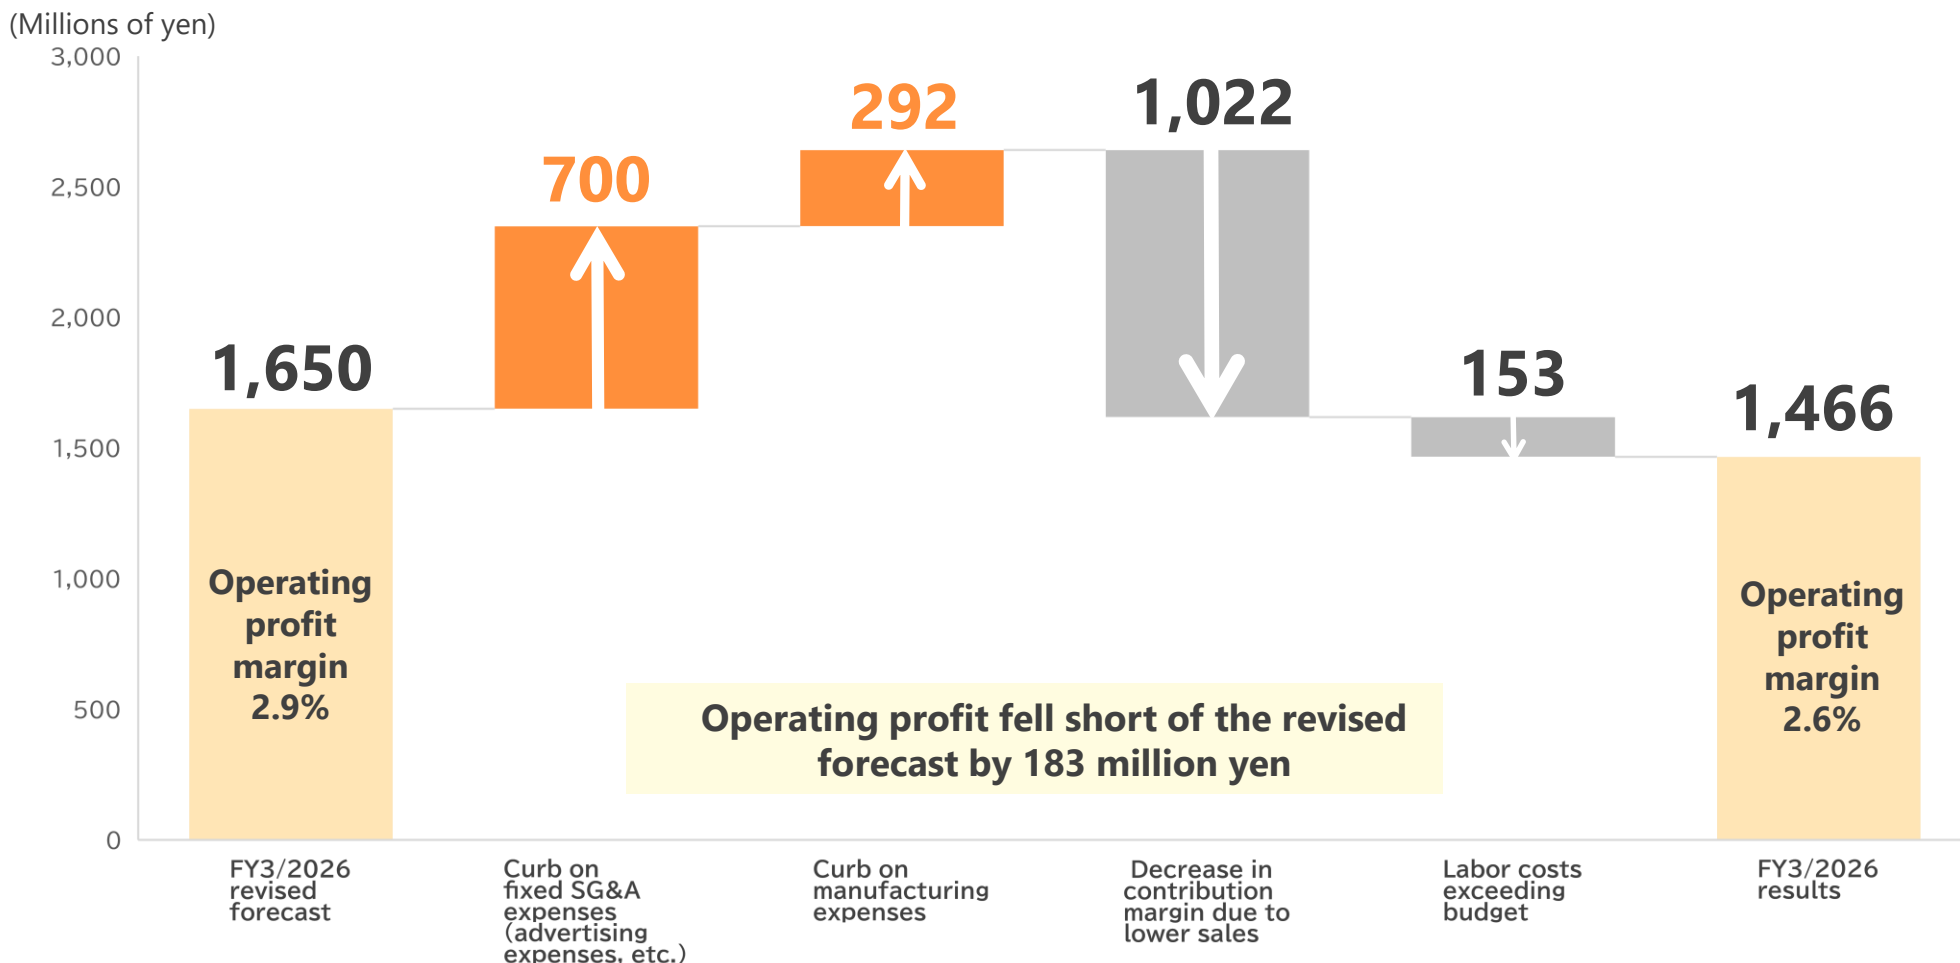 (Millions of yen)
3,000
2,500
2,000
1,500
1,000
500
0
1,650
700
292
1,022
153
1,466
Operating
profit
margin
2.9%
Operating profit fell short of the revised
forecast by 183 million yen
Operating
profit
margin
2.6%
FY3/2026
revised
forecast
Curb on
fixed SG&A
expenses
(advertising
expenses, etc.)
Curb on
manufacturing
expenses
Decrease in
contribution
margin due to
lower sales
Labor costs
exceeding
budget
FY3/2026
results